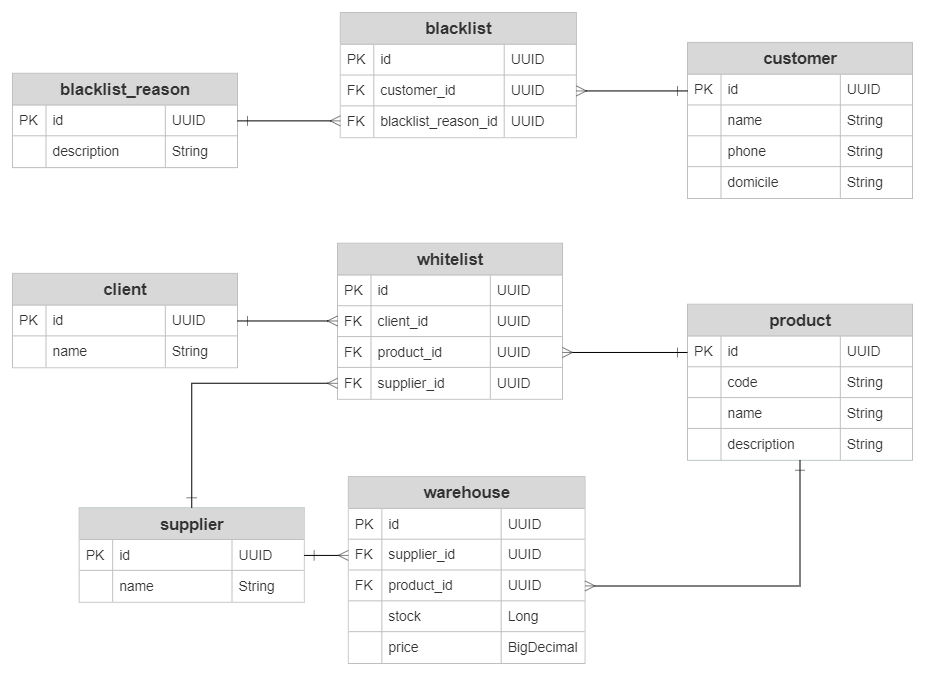 blacklist
PK id UUID
FK customer_id UUID
FK blacklist_reason_id UUID
customer
PK id UUID
name String
phone String
domicile String
blacklist_reason
PK id UUID
description String
whitelist
PK id UUID
FK client_id UUID
FK product_id UUID
FK supplier_id UUID
client
PK id UUID
name String
product
PK id UUID
code String
name String
description String
warehouse
PK id UUID
FK supplier_id UUID
FK product_id UUID
stock Long
price BigDecimal
supplier
PK id UUID
name String